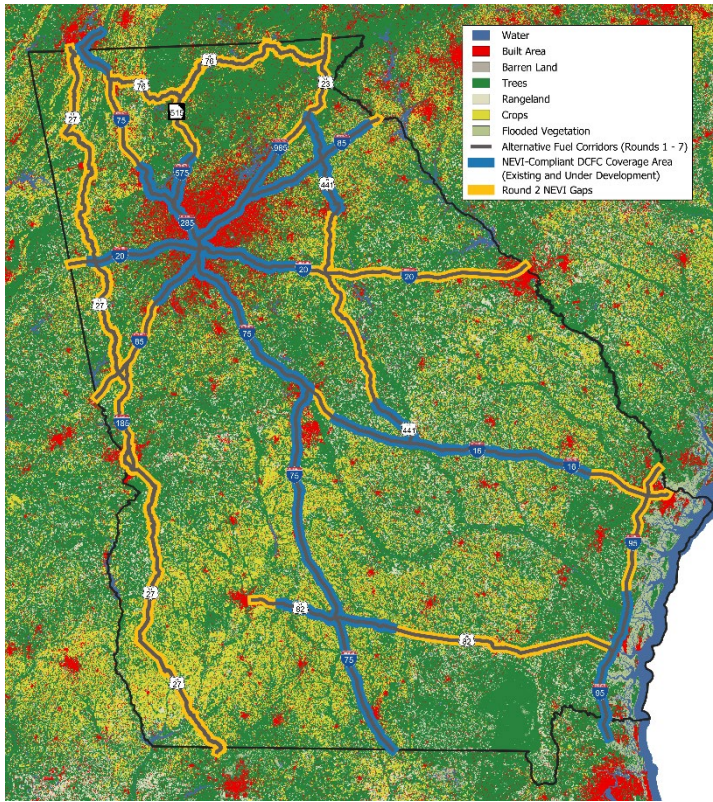 Water
Built Area
Barren Land
Trees
Rangeland
Crops
Flooded Vegetation
Alternative Fuel Corridors (Rounds 1 - 7)
NEVI-Compliant DCFC Coverage Area
(Existing and Under Development)
Round 2 NEVI Gaps
76
76
23
75
515
27
985
85
575
441
285
20
20
20
27
75
85
185
441
16
16
75
95
27
82
82
75
27
95